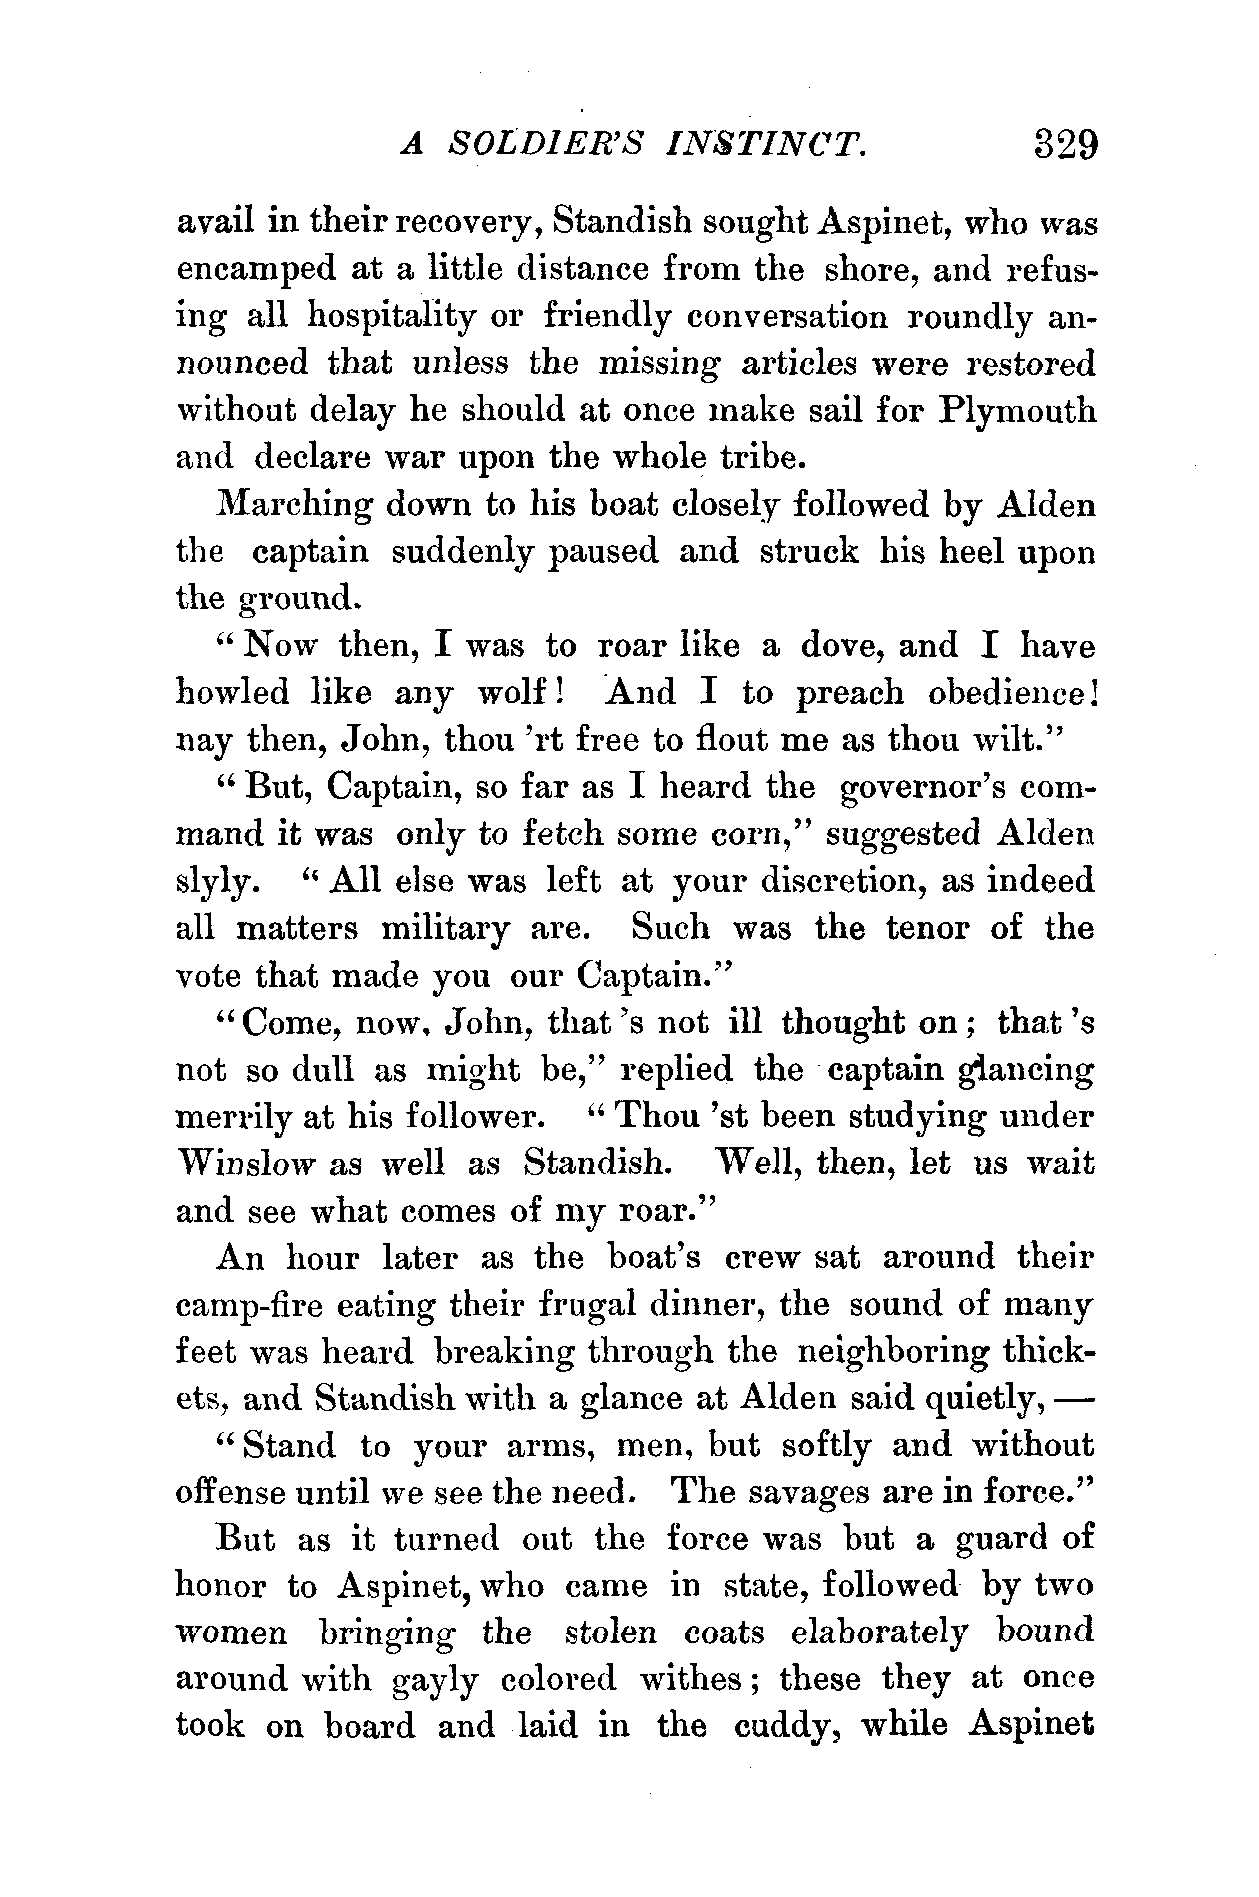 A SOLDIER'S INSTINCT. 329
avail in their recovery, Standish sought Aspinet, who was
encamped at a little distance from the shore, and refus-
ing all hospitality or friendly conversation roundly an-
nounced that unless the missing articles were restored
without delay he should at once make sail for Plymouth
and declare war upon the whole tribe.
Marching down to his boat closely followed by Alden
the captain suddenly paused and struck his heel upon
the ground.
“Now then, I was to roar like a dove, and I have
howled like any wolf! And I to preach obedience!
nay then, John, thou 'rt free to flout me as thou wilt.”
“But, Captain, so far as I heard the governor's com-
mand it was only to fetch some corn,” suggested Alden
slyly. “All else was left at your discretion, as indeed
all matters military are. Such was the tenor of the
vote that made you our Captain.”
“Come, now, John, that 's not ill thought on; that 's
not so dull as might be,” replied the captain glancing
merrily at his follower. “Thou 'st been studying under
Winslow as well as Standish. Well, then, let us wait
and see what comes of my roar.”
An hour later as the boat's crew sat around their
camp-fire eating their frugal dinner, the sound of many
feet was heard breaking through the neighboring thick-
ets, and Standish with a glance at Alden said quietly, —
“Stand to your arms, men, but softly and without
offense until we see the need. The savages are in force.”
But as it turned out the force was but a guard of
honor to Aspinet, who came in state, followed by two
women bringing the stolen coats elaborately bound
around with gayly colored withes; these they at once
took on board and laid in the cuddy, while Aspinet